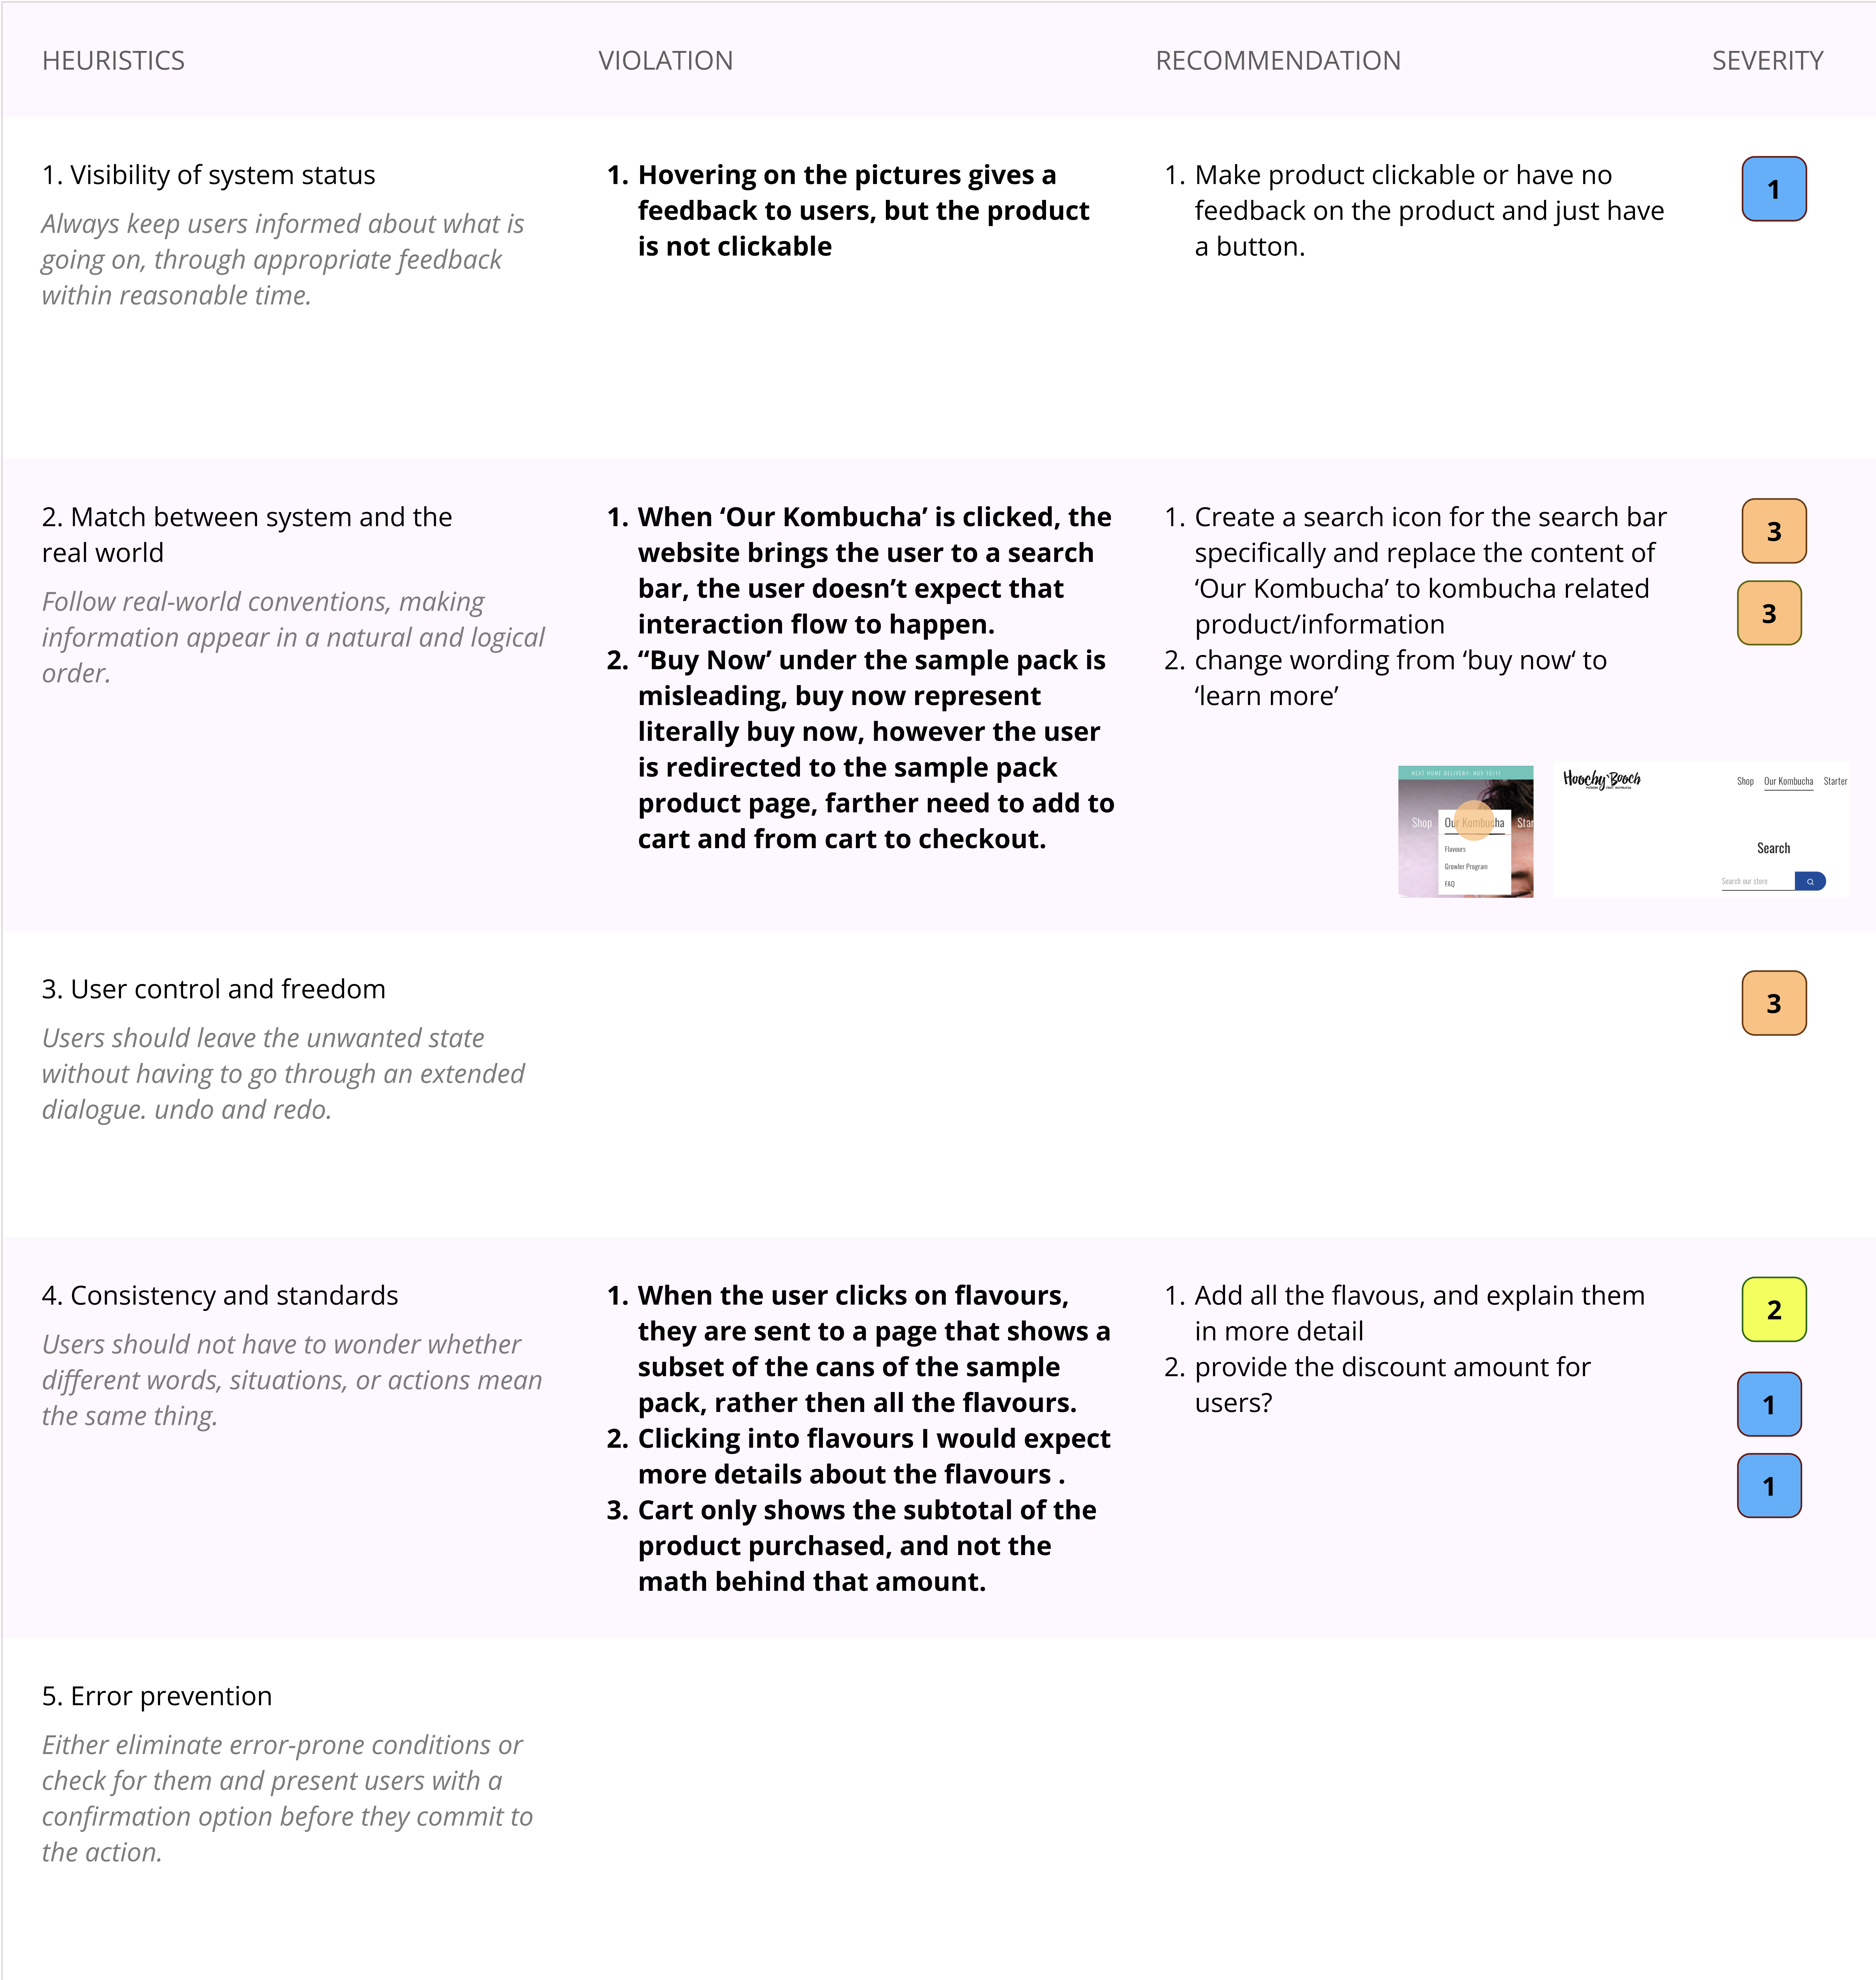 HEURISTICS
VIOLATION
RECOMMENDATION
SEVERITY
1. Visibility of system status
Always keep users informed about what is
going on, through appropriate feedback
within reasonable time.
1. Hovering on the pictures gives a
feedback to users, but the product
is not clickable
1. Make product clickable or have no
feedback on the product and just have
a button.
1
2. Match between system and the
real world
Follow real-world conventions, making
information appear in a natural and logical
order.
1. When ‘Our Kombucha’ is clicked, the
website brings the user to a search
bar, the user doesn’t expect that
interaction flow to happen.
2. “Buy Now’ under the sample pack is
misleading, buy now represent
literally buy now, however the user
is redirected to the sample pack
product page, farther need to add to
cart and from cart to checkout.
1. Create a search icon for the search bar
specifically and replace the content of
‘Our Kombucha’ to kombucha related
product/information
2. change wording from ‘buy now‘ to
‘learn more’
3
3
NEXT HOME DELIVERY: NOV 10/11
Shop Our Kombucha Star
Flavours
Growler Program
FAQ
Hoochy Booch
Shop Our Kombucha Starter
Search
Search our store
3. User control and freedom
Users should leave the unwanted state
without having to go through an extended
dialogue. undo and redo.
3
4. Consistency and standards
Users should not have to wonder whether
different words, situations, or actions mean
the same thing.
1. When the user clicks on flavours,
they are sent to a page that shows a
subset of the cans of the sample
pack, rather then all the flavours.
2. Clicking into flavours I would expect
more details about the flavours .
3. Cart only shows the subtotal of the
product purchased, and not the
math behind that amount.
1. Add all the flavous, and explain them
in more detail
2. provide the discount amount for
users?
2
1
1
5. Error prevention
Either eliminate error-prone conditions or
check for them and present users with a
confirmation option before they commit to
the action.